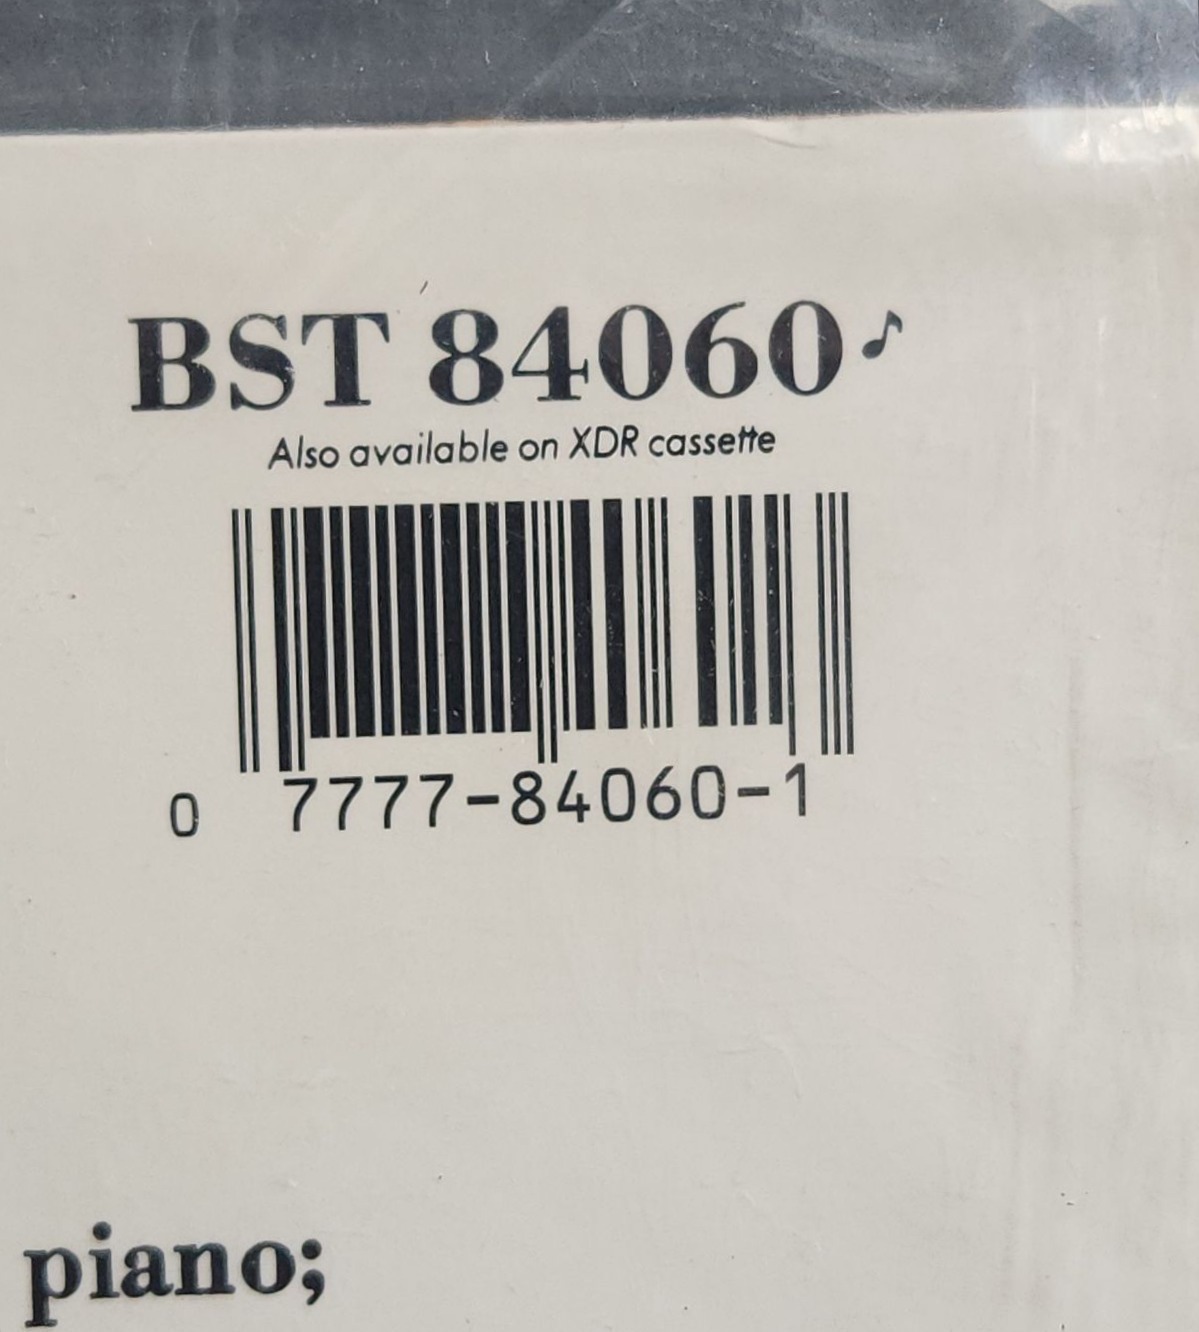 BST 84060♪
Also available on XDR cassette
0 7777-84060-1
piano;